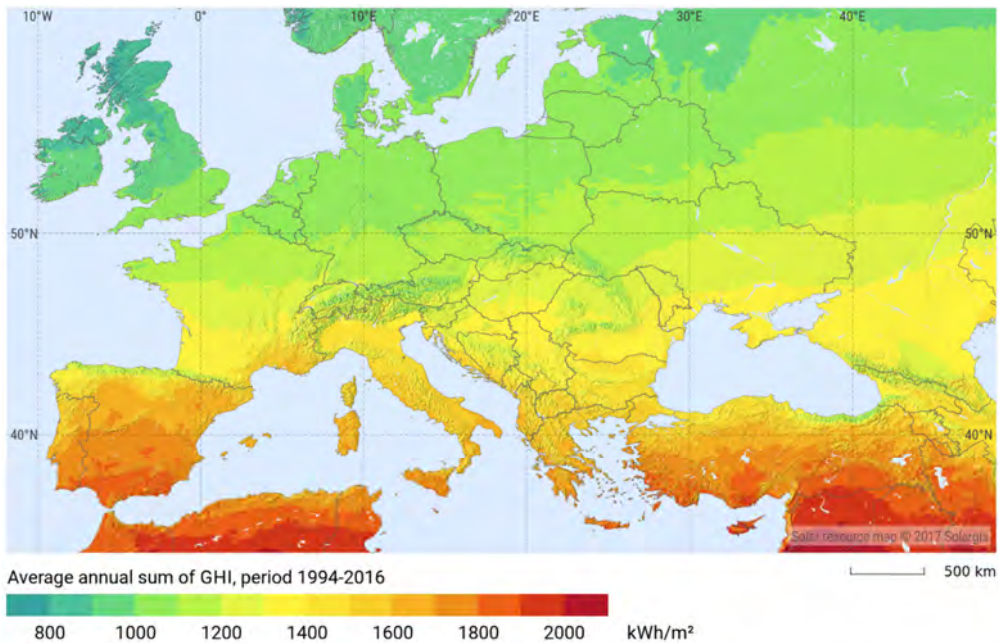 10°W 0° 10°E 20°E 30°E 40°E
50°N 50°N
40°N 40°N
Solar resource map © 2017 Solargis
Average annual sum of GHI, period 1994-2016
500 km
800 1000 1200 1400 1600 1800 2000 kWh/m²